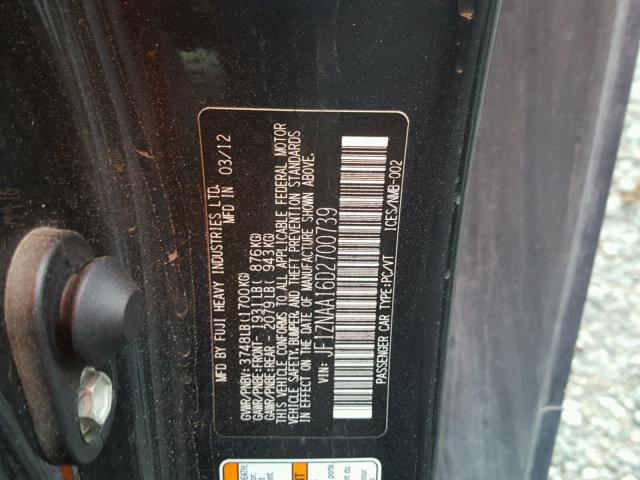 MFD BY FUJI HEAVY INDUSTRIES LTD.
MFD IN 03/12
GVWR/PNBV: 3748LB(1700KG)
GAWR/PNBE:FRONT- 1931LB( 876KG)
GAWR/PNBE:REAR - 2079LB( 943KG)
THIS VEHICLE CONFORMS TO ALL APPLICABLE FEDERAL MOTOR
VEHICLE SAFETY, BUMPER, AND THEFT PREVENTION STANDARDS
IN EFFECT ON THE DATE OF MANUFACTURE SHOWN ABOVE.
VIN: JF1ZNAA16D2700739
PASSENGER CAR TYPE:PC/VT
ICES/NMB-002